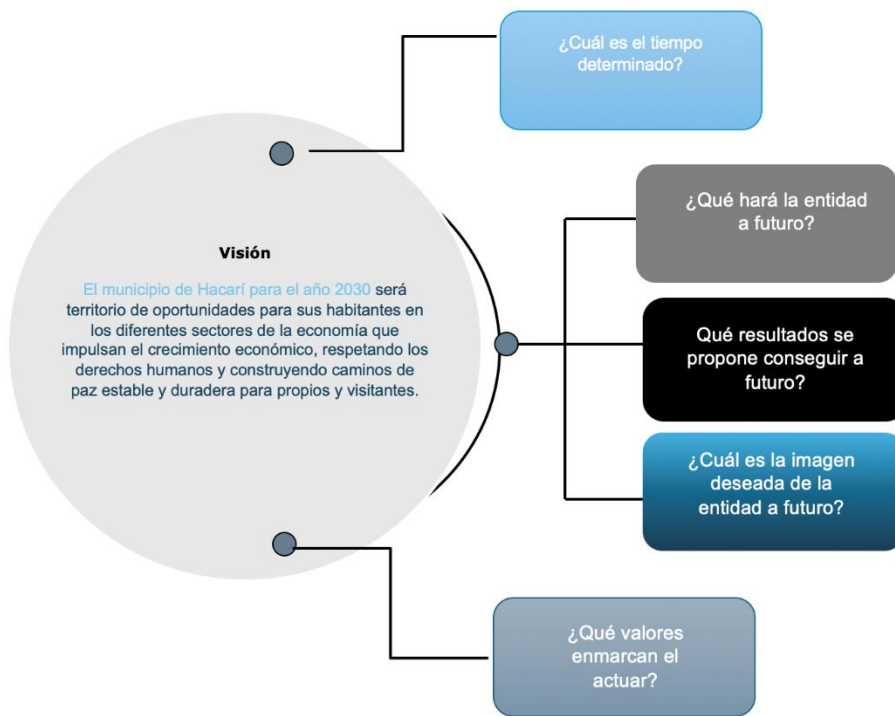 ¿Cuál es el tiempo
determinado?
¿Qué hará la entidad
a futuro?
Visión
El municipio de Hacarí para el año 2030 será
territorio de oportunidades para sus habitantes en
los diferentes sectores de la economía que
impulsan el crecimiento económico, respetando los
derechos humanos y construyendo caminos de
paz estable y duradera para propios y visitantes.
Qué resultados se
propone conseguir a
futuro?
¿Cuál es la imagen
deseada de la
entidad a futuro?
¿Qué valores
enmarcan el
actuar?